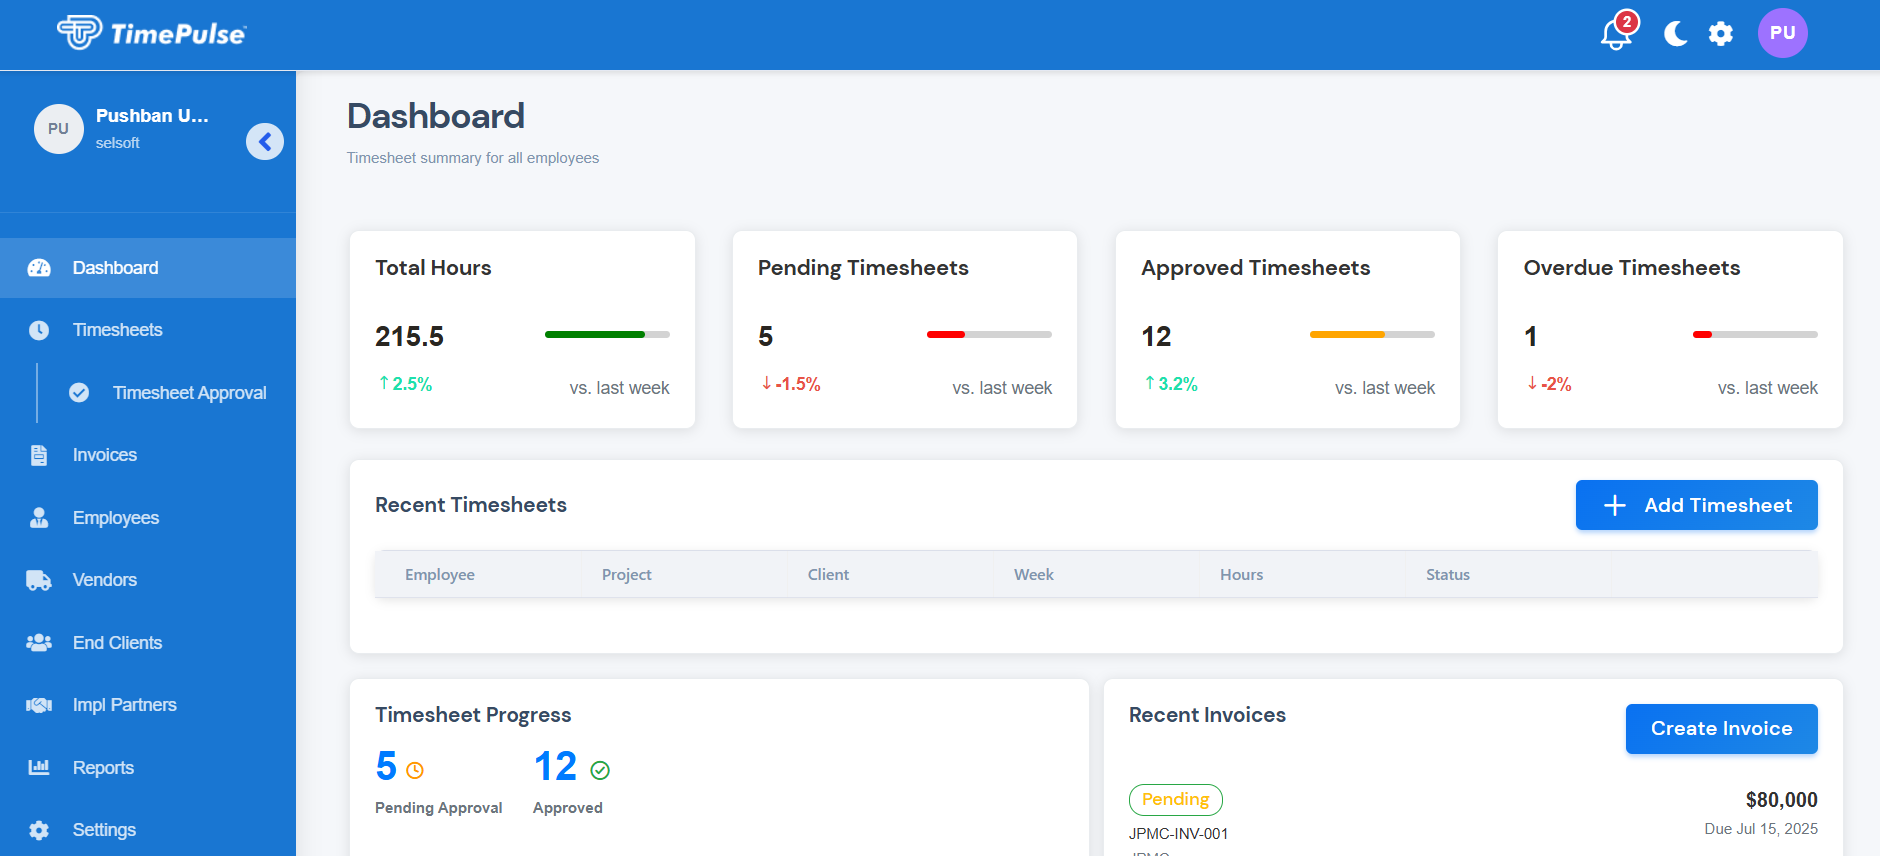 TimePulse
2
PU
PU
Pushban U...
selsoft
Dashboard
Timesheets
Timesheet Approval
Invoices
Employees
Vendors
End Clients
Impl Partners
Reports
Settings
Dashboard
Timesheet summary for all employees
Total Hours
215.5
↑2.5%
vs. last week
Pending Timesheets
5
↓-1.5%
vs. last week
Approved Timesheets
12
↑3.2%
vs. last week
Overdue Timesheets
1
↓-2%
vs. last week
Recent Timesheets
Add Timesheet
Employee Project Client Week Hours Status
Timesheet Progress
5
Pending Approval
12
Approved
Recent Invoices
Create Invoice
Pending
$80,000
JPMC-INV-001
Due Jul 15, 2025
JPMC